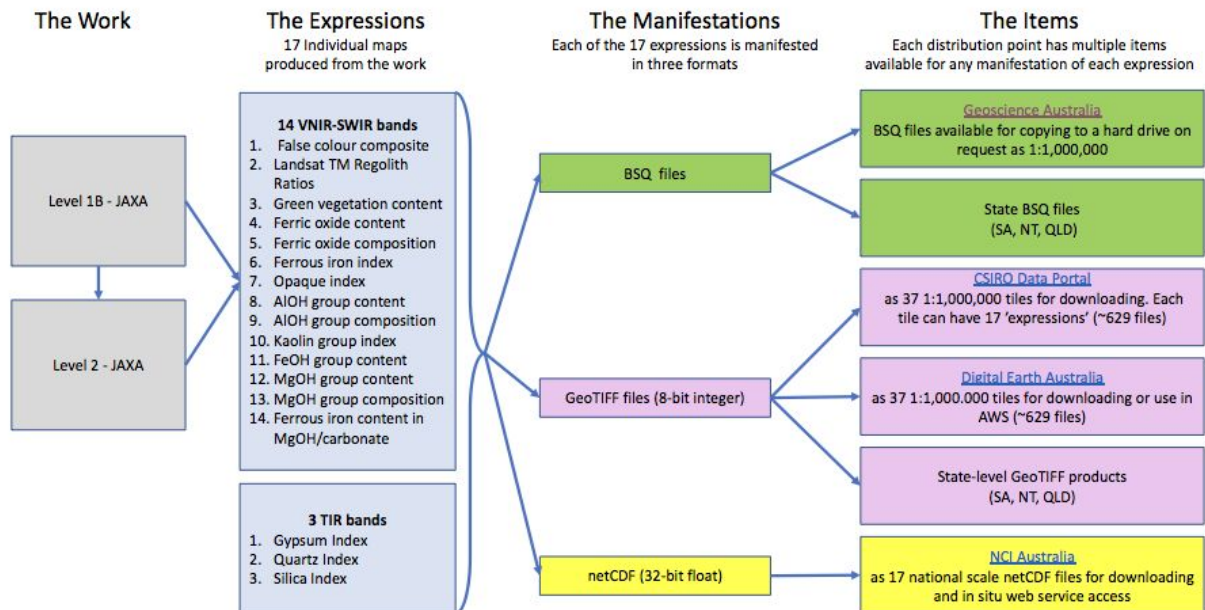 The Work
The Expressions
17 Individual maps
produced from the work
The Manifestations
Each of the 17 expressions is manifested
in three formats
The Items
Each distribution point has multiple items
available for any manifestation of each expression
Level 1B - JAXA
Level 2 - JAXA
14 VNIR-SWIR bands
1. False colour composite
2. Landsat TM Regolith
Ratios
3. Green vegetation content
4. Ferric oxide content
5. Ferric oxide composition
6. Ferrous iron index
7. Opaque index
8. AlOH group content
9. AlOH group composition
10. Kaolin group index
11. FeOH group content
12. MgOH group content
13. MgOH group composition
14. Ferrous iron content in
MgOH/carbonate
3 TIR bands
1. Gypsum Index
2. Quartz Index
3. Silica Index
BSQ files
GeoTIFF files (8-bit integer)
netCDF (32-bit float)
Geoscience Australia
BSQ files available for copying to a hard drive on
request as 1:1,000,000
State BSQ files
(SA, NT, QLD)
CSIRO Data Portal
as 37 1:1,000,000 tiles for downloading. Each
tile can have 17 ‘expressions’ (~629 files)
Digital Earth Australia
as 37 1:1,000.000 tiles for downloading or use in
AWS (~629 files)
State-level GeoTIFF products
(SA, NT, QLD)
NCI Australia
as 17 national scale netCDF files for downloading
and in situ web service access